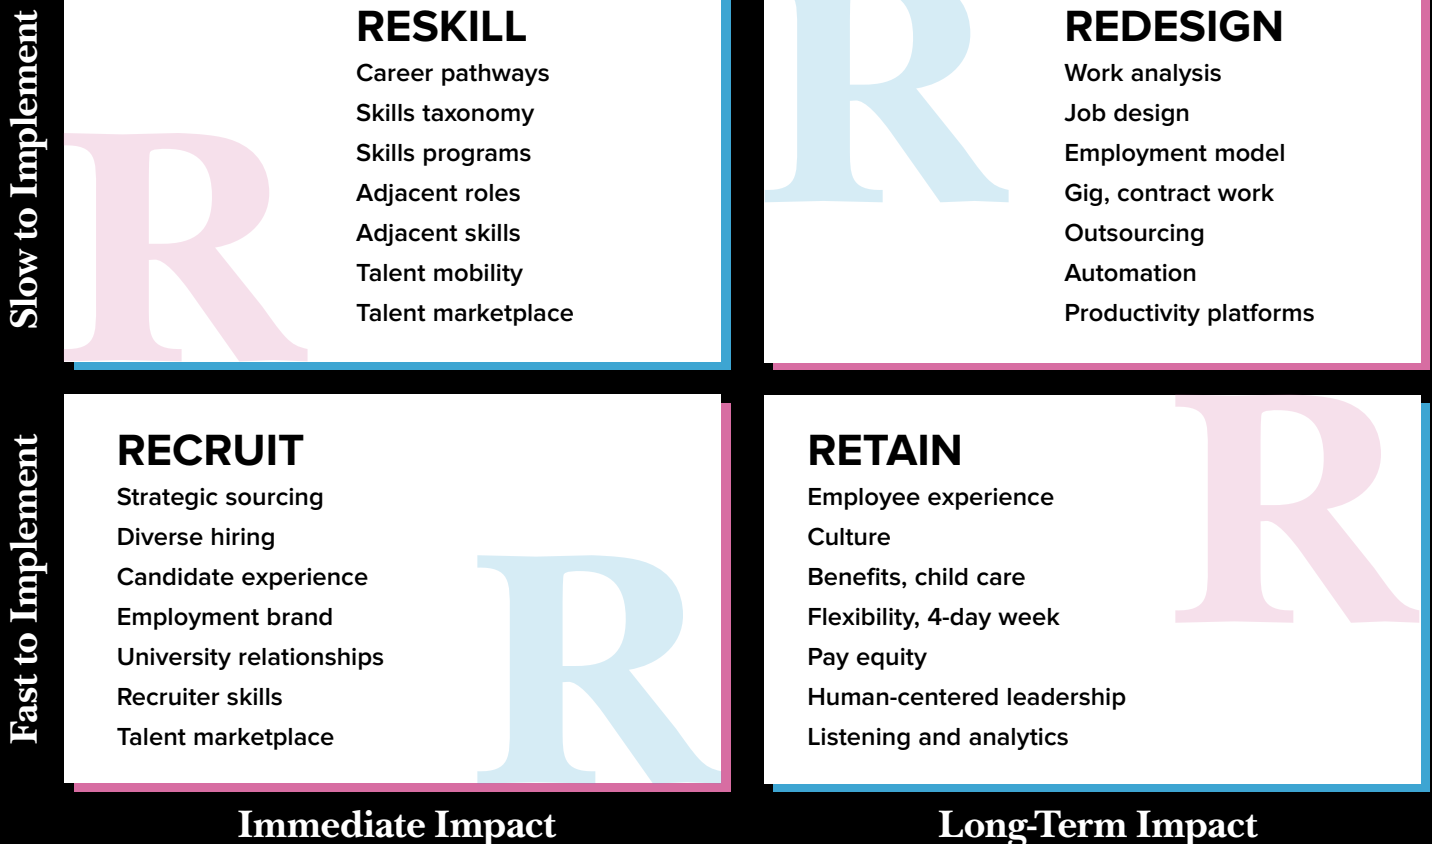 Slow to Implement
RESKILL
Career pathways
Skills taxonomy
Skills programs
Adjacent roles
Adjacent skills
Talent mobility
Talent marketplace
R
REDESIGN
Work analysis
Job design
Employment model
Gig, contract work
Outsourcing
Automation
Productivity platforms
R
Fast to Implement
RECRUIT
Strategic sourcing
Diverse hiring
Candidate experience
Employment brand
University relationships
Recruiter skills
Talent marketplace
R
RETAIN
Employee experience
Culture
Benefits, child care
Flexibility, 4-day week
Pay equity
Human-centered leadership
Listening and analytics
R
Immediate Impact
Long-Term Impact